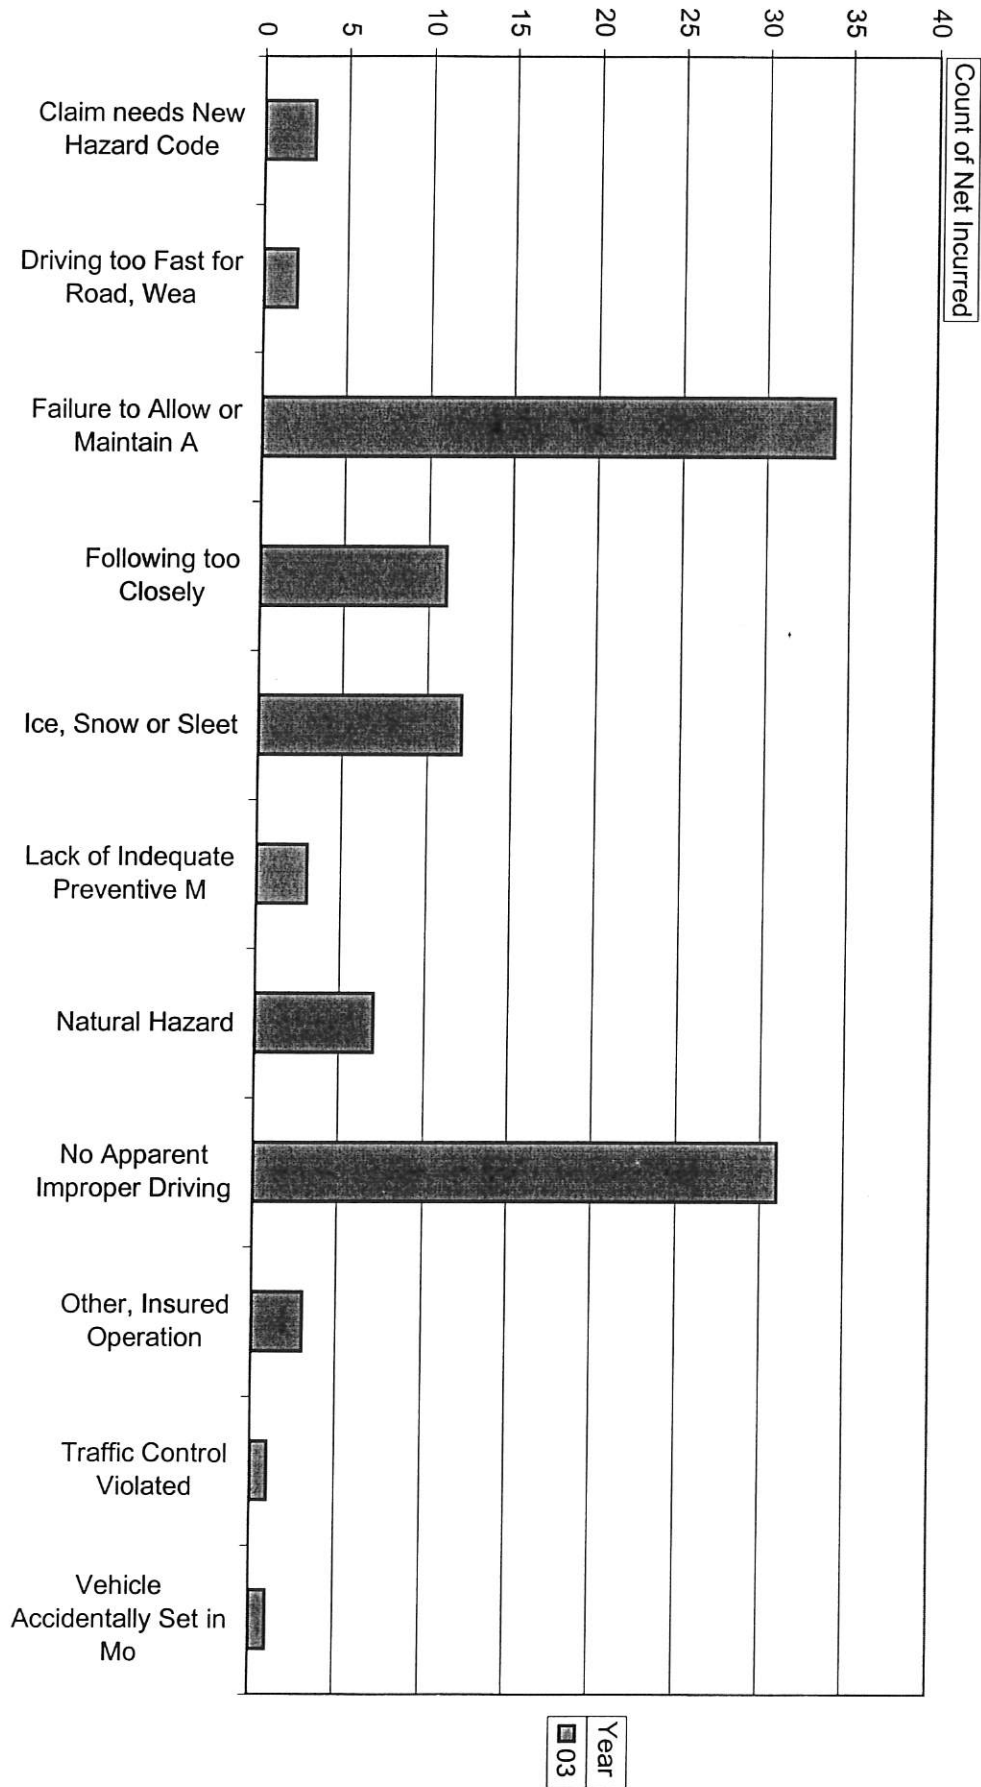 Count of Net Incurred
40
35
30
25
20
15
10
5
0
Claim needs New
Hazard Code
Driving too Fast for
Road, Wea
Failure to Allow or
Maintain A
Following too
Closely
Ice, Snow or Sleet
Lack of Indequate
Preventive M
Natural Hazard
No Apparent
Improper Driving
Other, Insured
Operation
Traffic Control
Violated
Vehicle
Accidentally Set in
Mo
Year
03